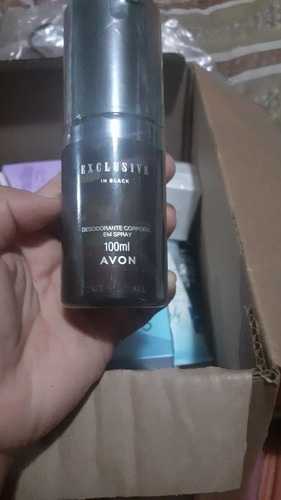 EXCLUSIVE
IN BLACK
DESODORANTE CORPORAL
EM SPRAY
100ml
AVON